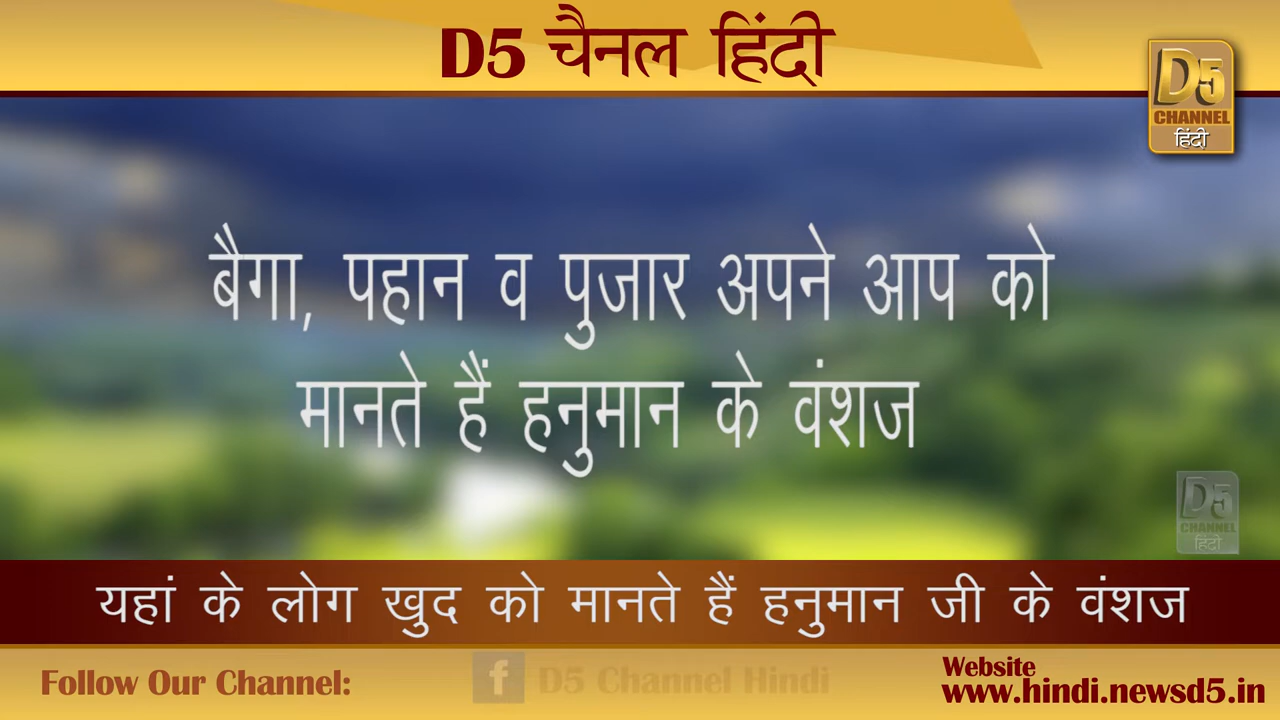 D5 चैनल हिंदी
D5
CHANNEL
हिंदी
बैगा, पहान व पुजार अपने आप को
मानते हैं हनुमान के वंशज
D5
CHANNEL
हिंदी
यहां के लोग खुद को मानते हैं हनुमान जी के वंशज
Follow Our Channel:
f D5 Channel Hindi
Website
www.hindi.newsd5.in